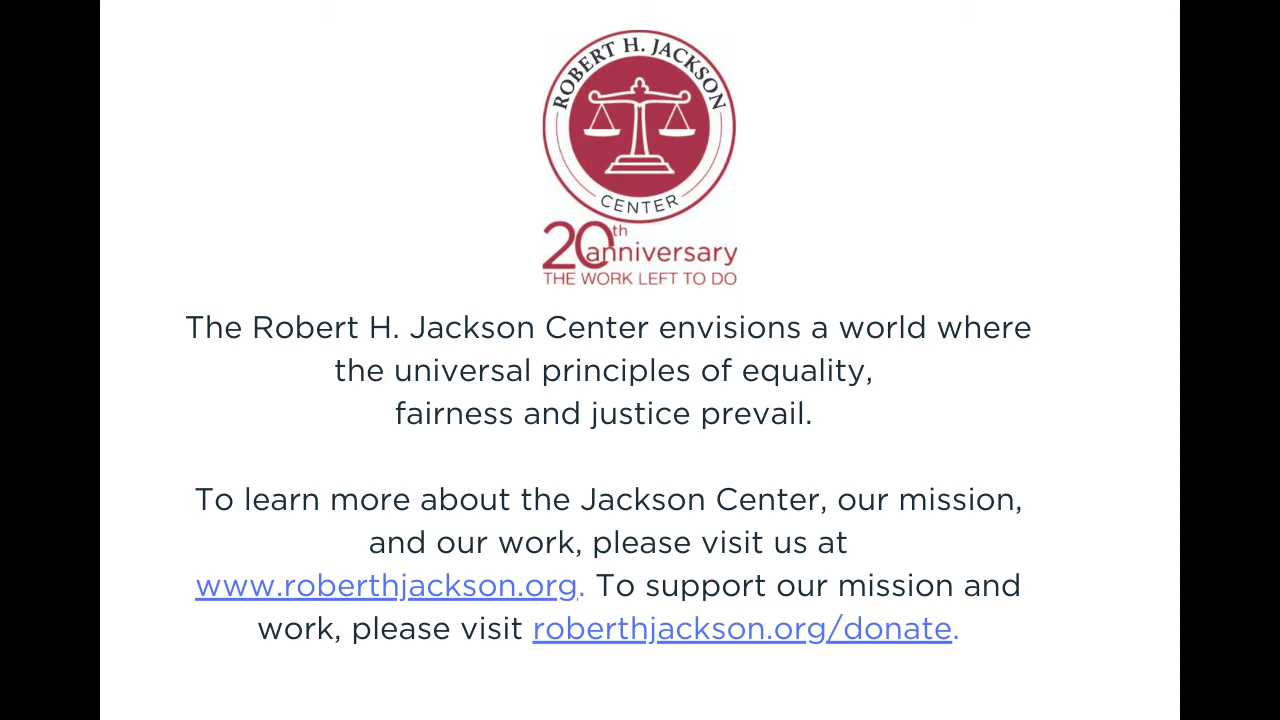 ROBERT H. JACKSON
CENTER
20th
anniversary
THE WORK LEFT TO DO
The Robert H. Jackson Center envisions a world where
the universal principles of equality,
fairness and justice prevail.
To learn more about the Jackson Center, our mission,
and our work, please visit us at
www.roberthjackson.org. To support our mission and
work, please visit roberthjackson.org/donate.